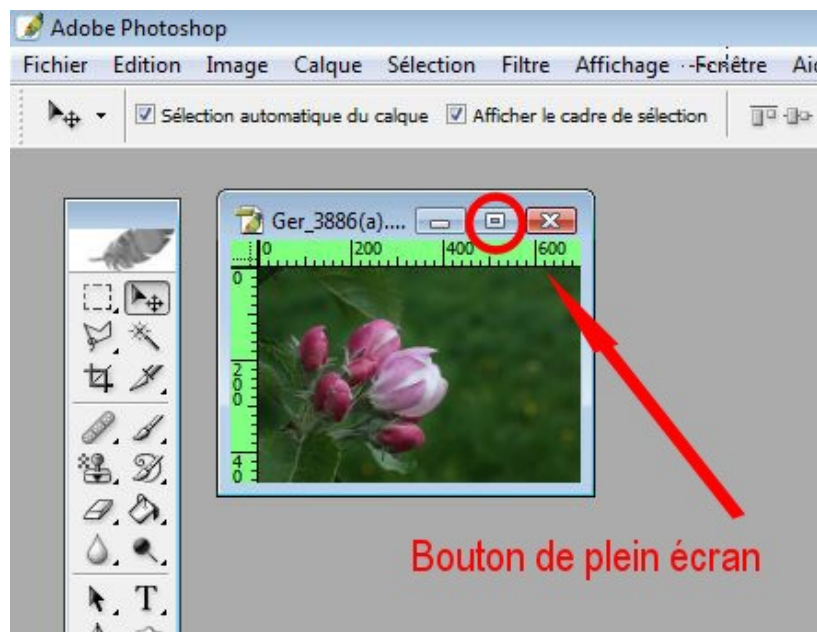 Adobe Photoshop
Fichier Edition Image Calque Sélection Filtre Affichage Fenêtre
Sélection automatique du calque Afficher le cadre de sélection
Ger_3886(a)....
0 200 400 600
0
200
40
T
Bouton de plein écran